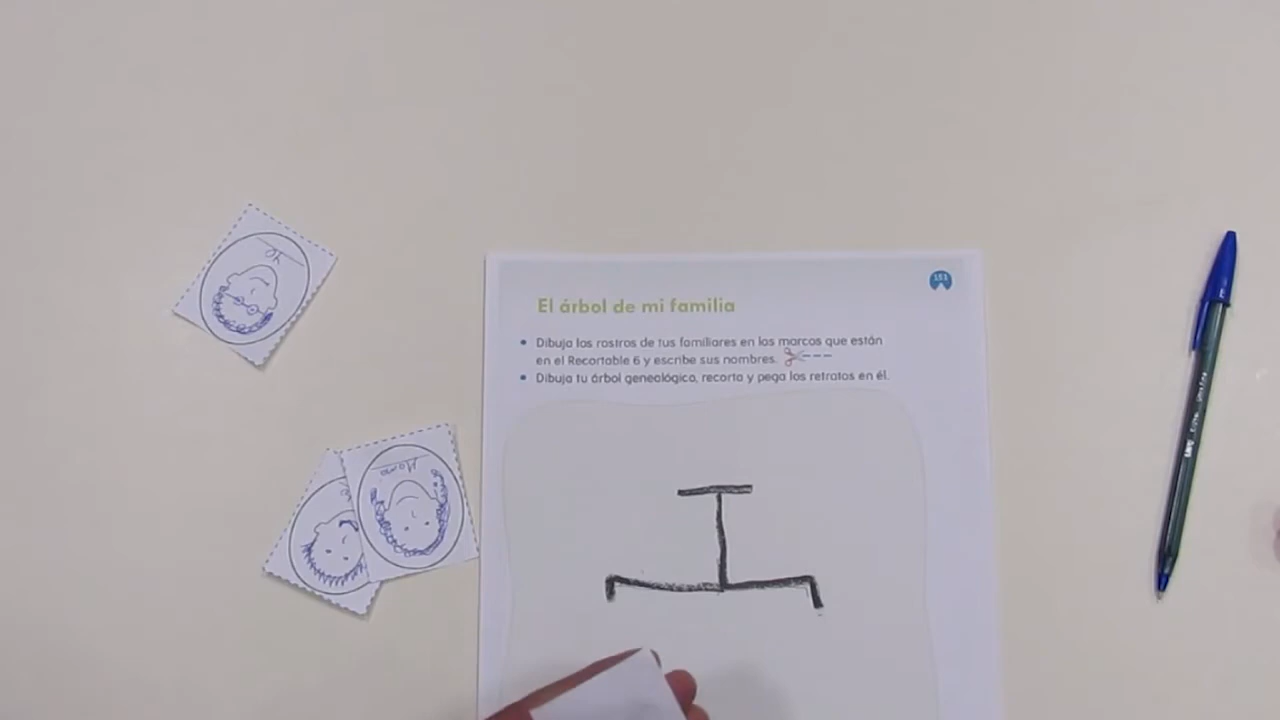 151
El árbol de mi familia
Dibuja los rostros de tus familiares en los marcos que están
en el Recortable 6 y escribe sus nombres.
Dibuja tu árbol genealógico, recorta y pega los retratos en él.
yo
Mamá